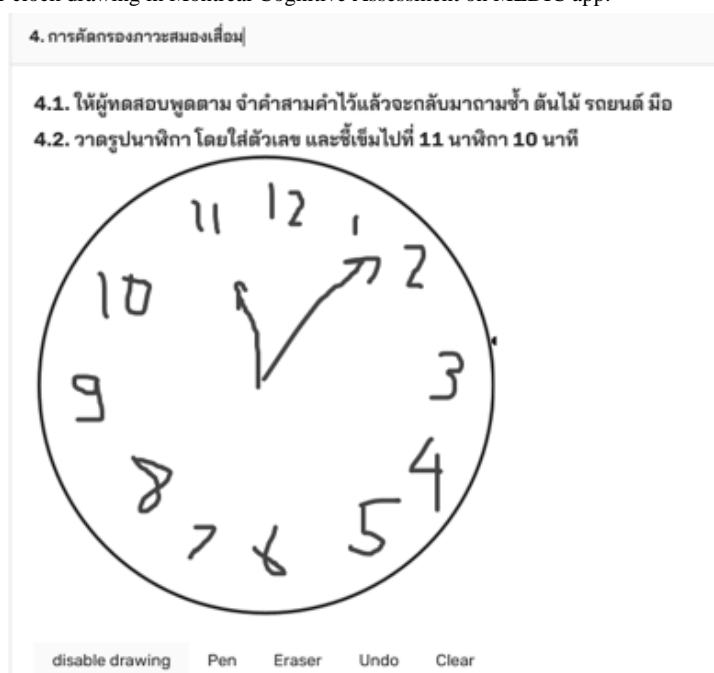 4. การคัดกรองภาวะสมองเสื่อม
4.1. ให้ผู้ทดสอบพูดตาม จำคำสามคำไว้แล้วจะกลับมาถามซ้ำ ต้นไม้ รถยนต์ มือ
4.2. วาดรูปนาฬิกา โดยใส่ตัวเลข และชี้เข็มไปที่ 11 นาฬิกา 10 นาที
11 12 1
10 2
9 3
8 4
7 6 5
disable drawing Pen Eraser Undo Clear